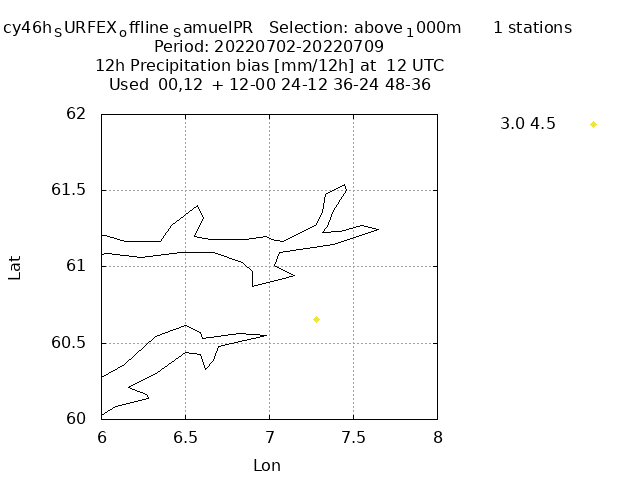 cy46h_SURFEX_offline_SamuelPR Selection: above_1000m 1 stations
Period: 20220702-20220709
12h Precipitation bias [mm/12h] at 12 UTC
Used 00,12 + 12-00 24-12 36-24 48-36
3.0 4.5
62
61.5
61
60.5
60
Lat
6 6.5 7 7.5 8
Lon